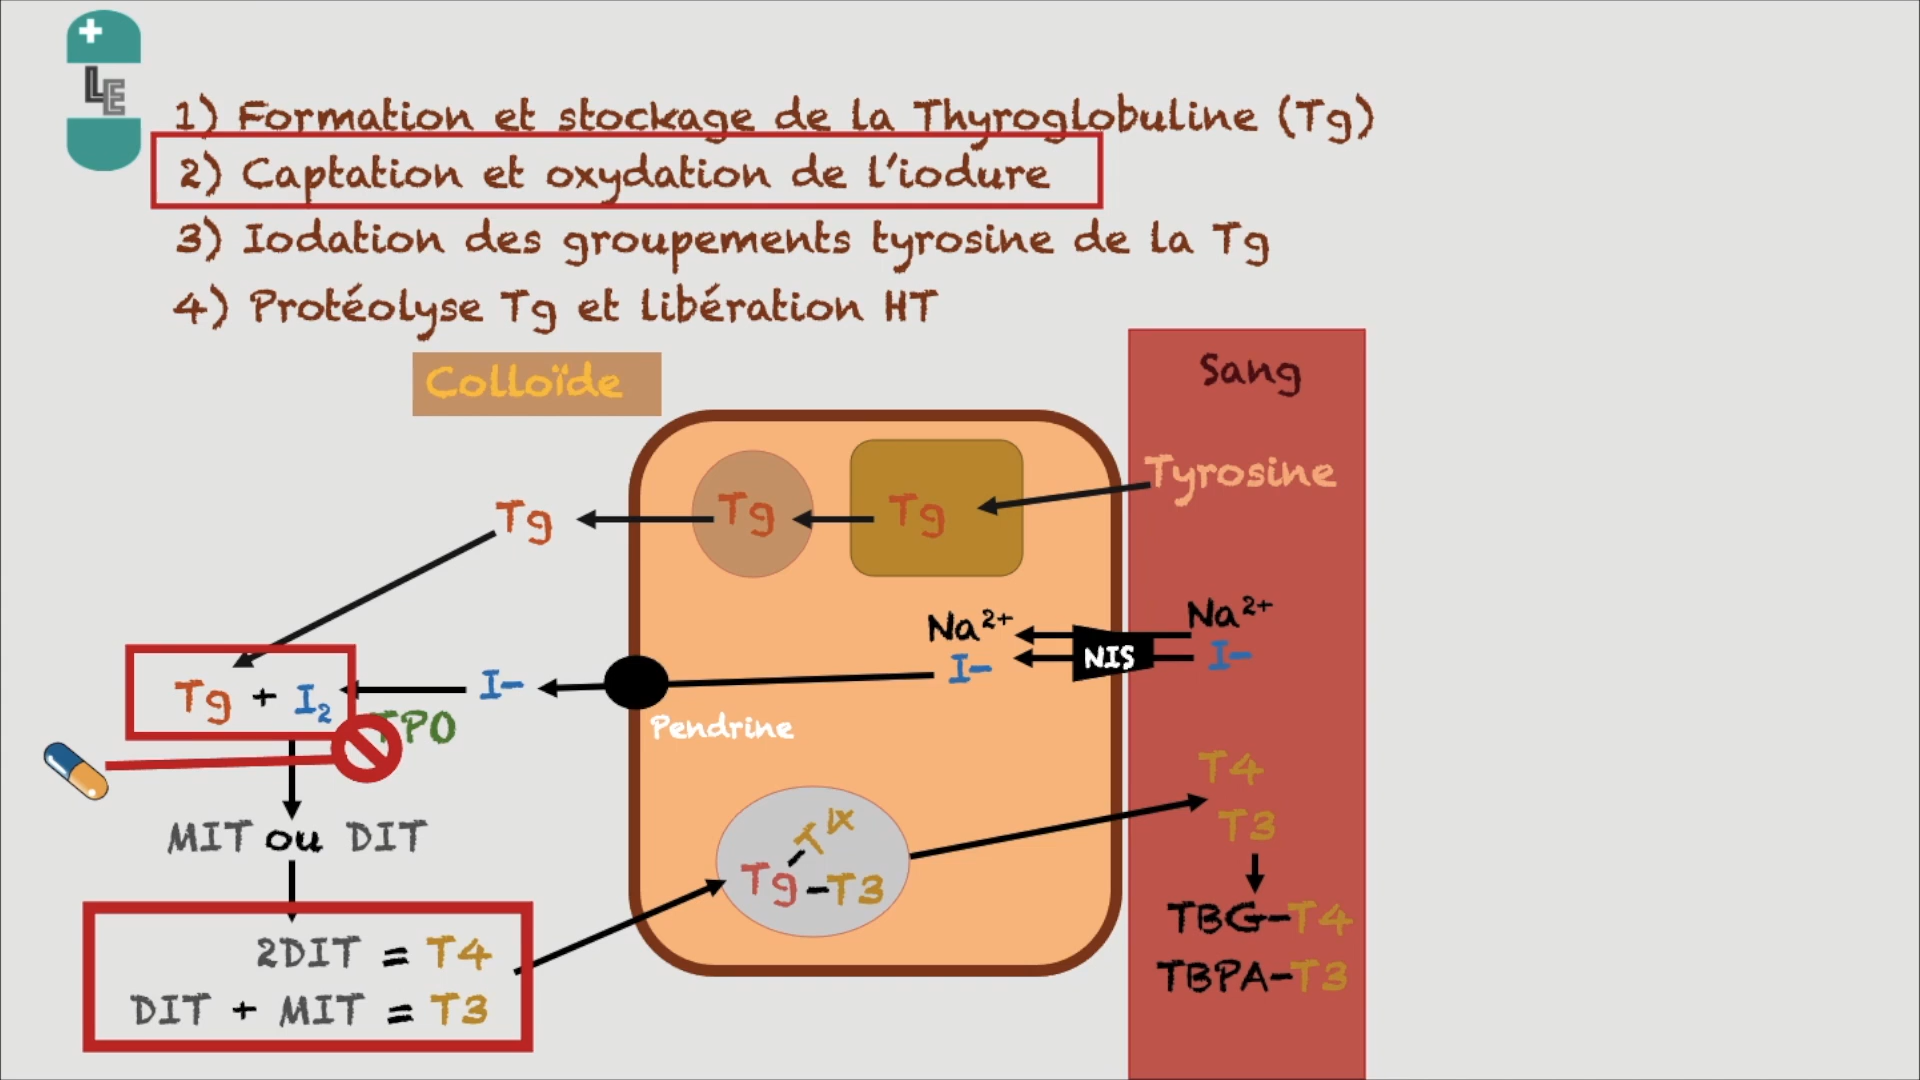 LE
1) Formation et stockage de la Thyroglobuline (Tg)
2) Captation et oxydation de l'iodure
3) Iodation des groupements tyrosine de la Tg
4) Protéolyse Tg et libération HT
Colloïde
Sang
Tyrosine
Tg
Tg
Tg
Na²⁺
Na²⁺
NIS
I-
I-
I-
Tg + I₂
TPO
Pendrine
MIT ou DIT
T4
T3
T4
Tg-T3
TBG-T4
TBPA-T3
2DIT = T4
DIT + MIT = T3